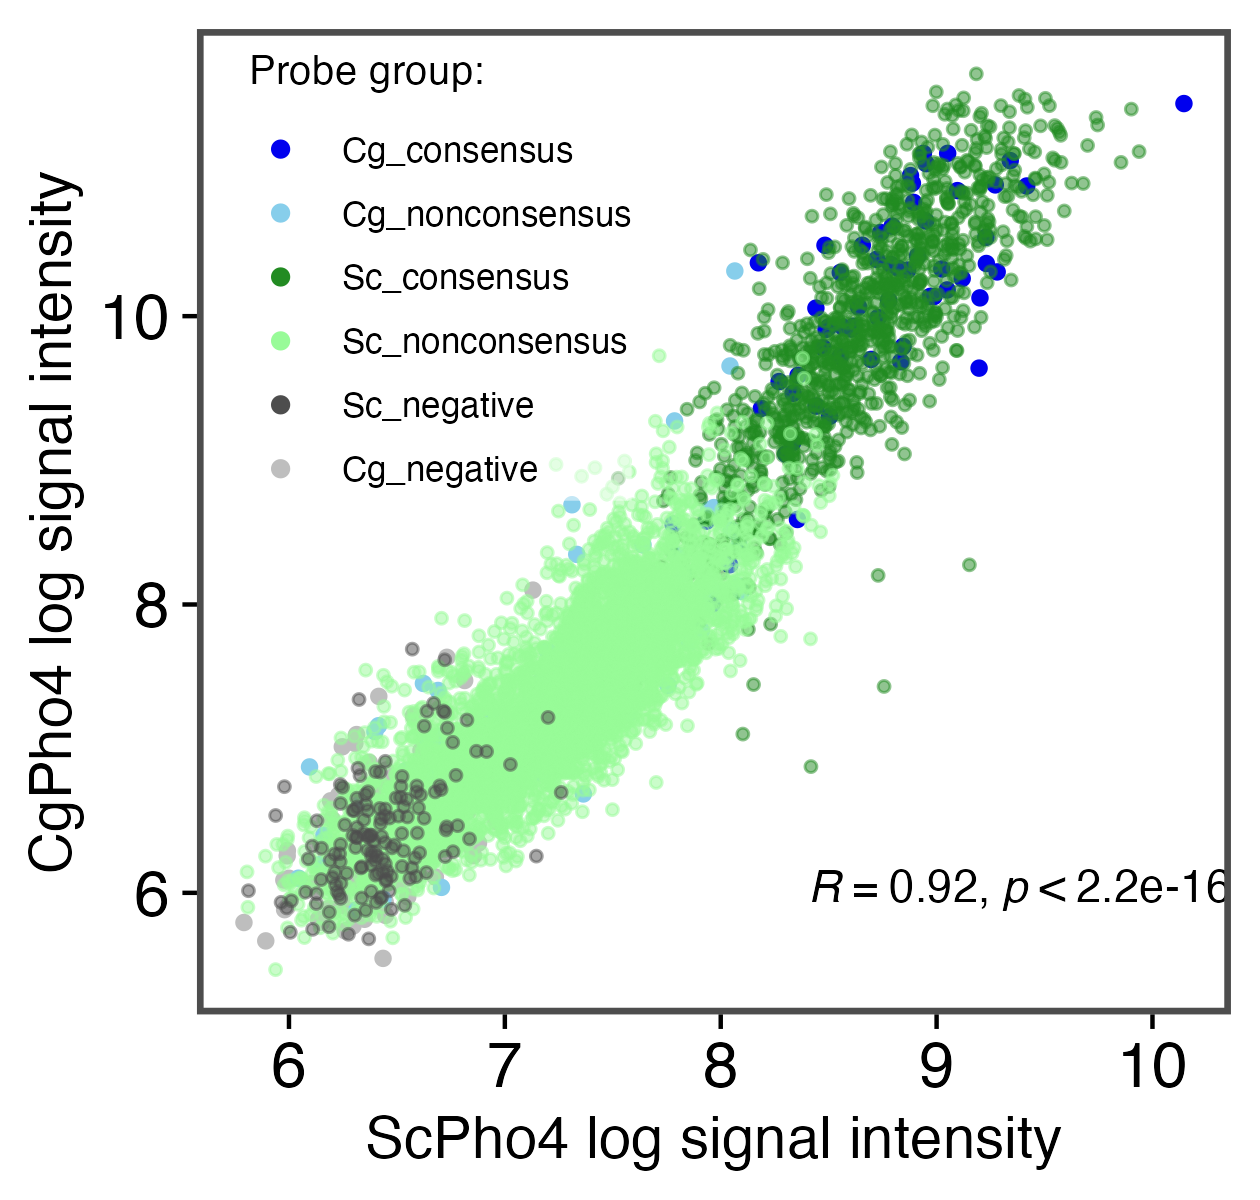 Probe group:
Cg_consensus
Cg_nonconsensus
Sc_consensus
Sc_nonconsensus
Sc_negative
Cg_negative
CgPho4 log signal intensity
10
8
6
R = 0.92, p < 2.2e-16
6 7 8 9 10
ScPho4 log signal intensity